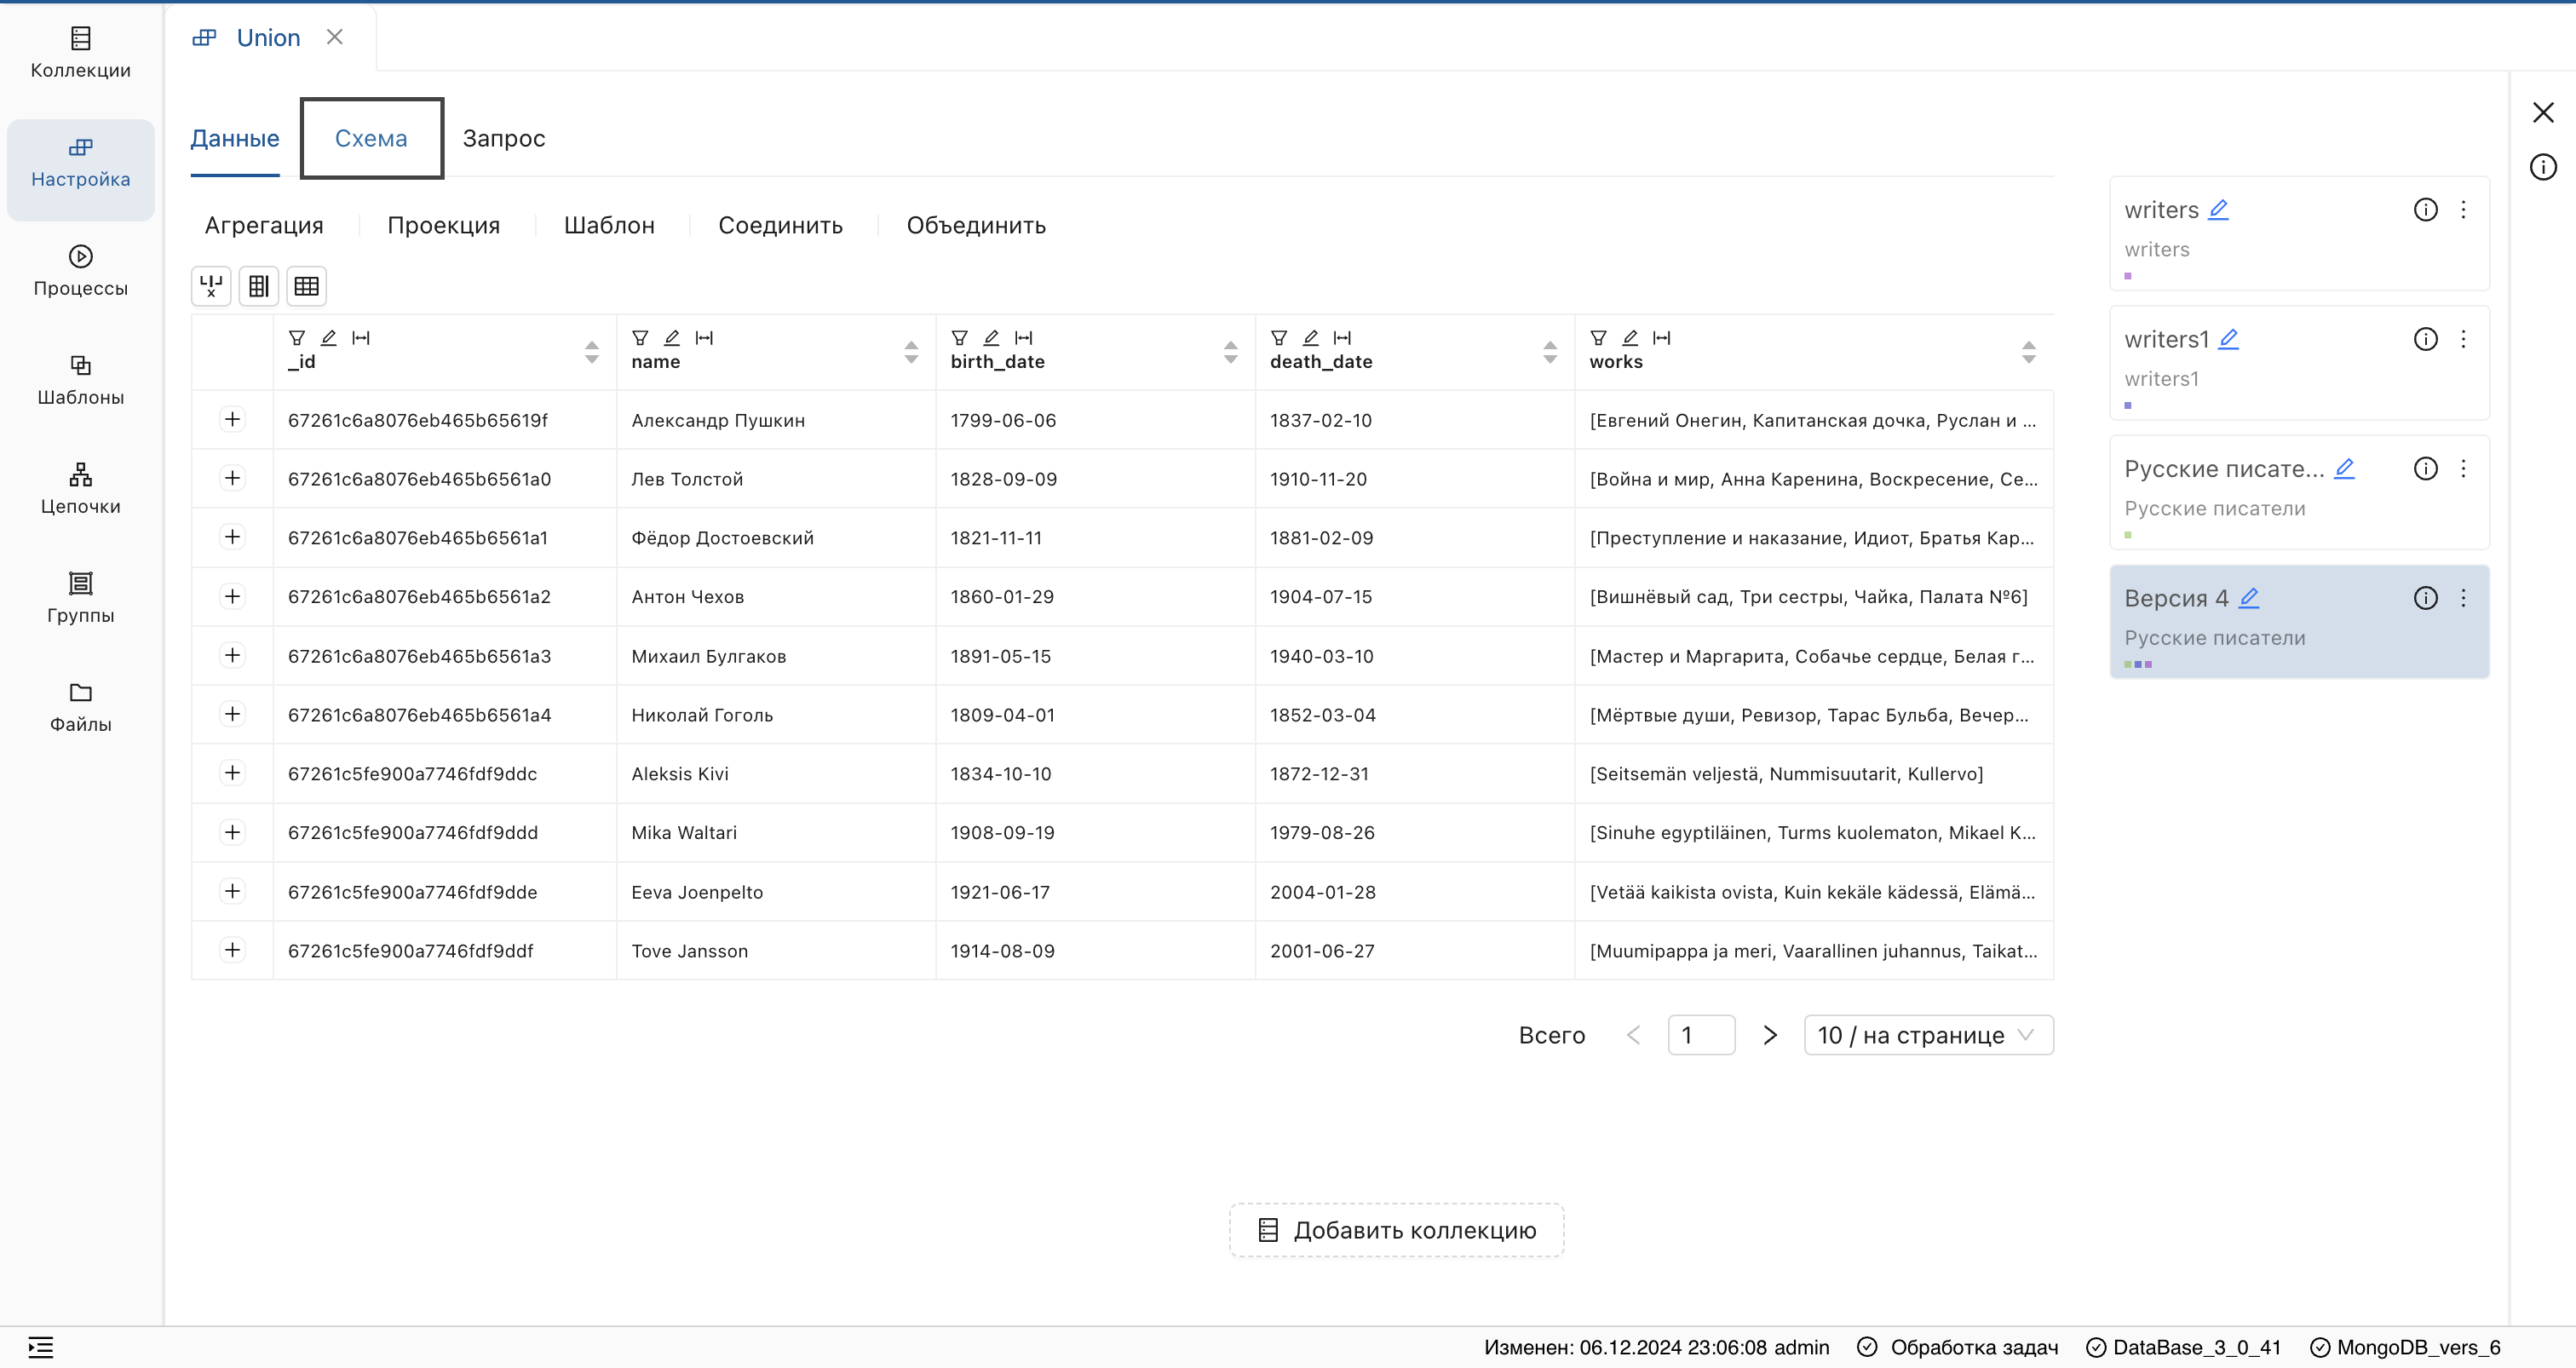 Коллекции
Настройка
Процессы
Шаблоны
Цепочки
Группы
Файлы
Union
Данные Схема Запрос
Агрегация Проекция Шаблон Соединить Объединить
_id name birth_date death_date works
67261c6a8076eb465b65619f Александр Пушкин 1799-06-06 1837-02-10 [Евгений Онегин, Капитанская дочка, Руслан и ...
67261c6a8076eb465b6561a0 Лев Толстой 1828-09-09 1910-11-20 [Война и мир, Анна Каренина, Воскресение, Се...
67261c6a8076eb465b6561a1 Фёдор Достоевский 1821-11-11 1881-02-09 [Преступление и наказание, Идиот, Братья Кар...
67261c6a8076eb465b6561a2 Антон Чехов 1860-01-29 1904-07-15 [Вишнёвый сад, Три сестры, Чайка, Палата №6]
67261c6a8076eb465b6561a3 Михаил Булгаков 1891-05-15 1940-03-10 [Мастер и Маргарита, Собачье сердце, Белая г...
67261c6a8076eb465b6561a4 Николай Гоголь 1809-04-01 1852-03-04 [Мёртвые души, Ревизор, Тарас Бульба, Вечер...
67261c5fe900a7746fdf9ddc Aleksis Kivi 1834-10-10 1872-12-31 [Seitsemän veljestä, Nummisuutarit, Kullervo]
67261c5fe900a7746fdf9ddd Mika Waltari 1908-09-19 1979-08-26 [Sinuhe egyptiläinen, Turms kuolematon, Mikael K...
67261c5fe900a7746fdf9dde Eeva Joenpelto 1921-06-17 2004-01-28 [Vetää kaikista ovista, Kuin kekäle kädessä, Elämä...
67261c5fe900a7746fdf9ddf Tove Jansson 1914-08-09 2001-06-27 [Muumipappa ja meri, Vaarallinen juhannus, Taikat...
Всего 1 10 / на странице
Добавить коллекцию
writers
writers
writers1
writers1
Русские писате...
Русские писатели
Версия 4
Русские писатели
Изменен: 06.12.2024 23:06:08 admin Обработка задач DataBase_3_0_41 MongoDB_vers_6